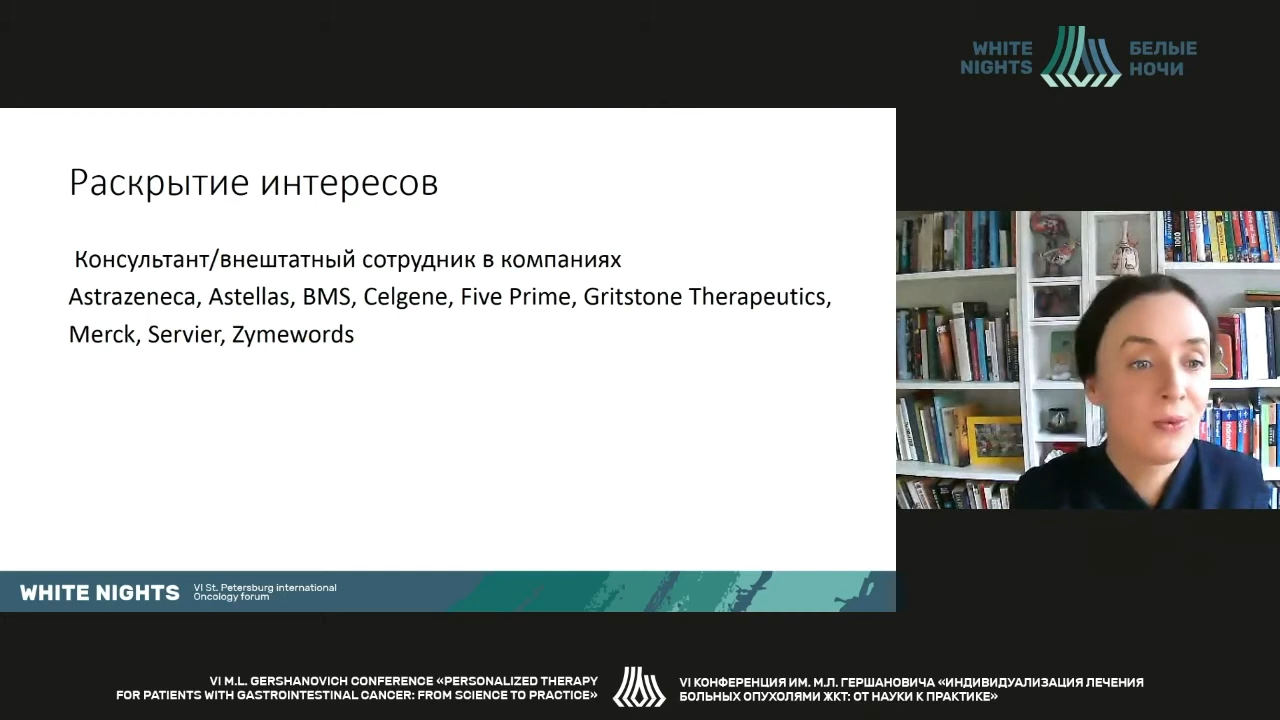 WHITE
NIGHTS
БЕЛЫЕ
НОЧИ
Раскрытие интересов
Консультант/внештатный сотрудник в компаниях
Astrazeneca, Astellas, BMS, Celgene, Five Prime, Gritstone Therapeutics,
Merck, Servier, Zymewords
WHITE NIGHTS
VI St. Petersburg international
Oncology forum
VI M.L. GERSHANOVICH CONFERENCE «PERSONALIZED THERAPY
FOR PATIENTS WITH GASTROINTESTINAL CANCER: FROM SCIENCE TO PRACTICE»
VI КОНФЕРЕНЦИЯ ИМ. М.Л. ГЕРШАНОВИЧА «ИНДИВИДУАЛИЗАЦИЯ ЛЕЧЕНИЯ
БОЛЬНЫХ ОПУХОЛЯМИ ЖКТ: ОТ НАУКИ К ПРАКТИКЕ»